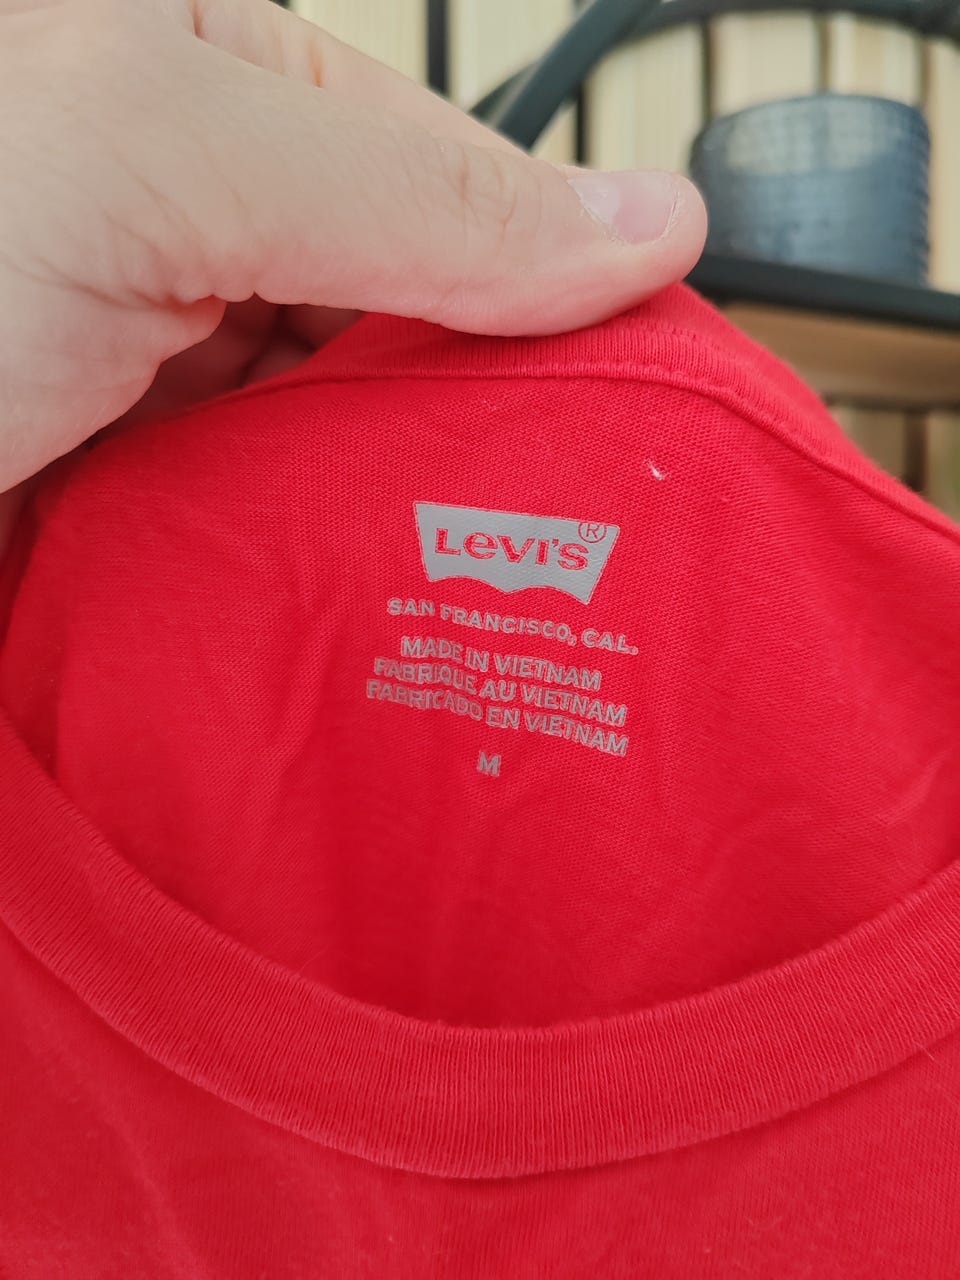 Levi's®
SAN FRANCISCO, CAL.
MADE IN VIETNAM
FABRIQUE AU VIETNAM
FABRICADO EN VIETNAM
M